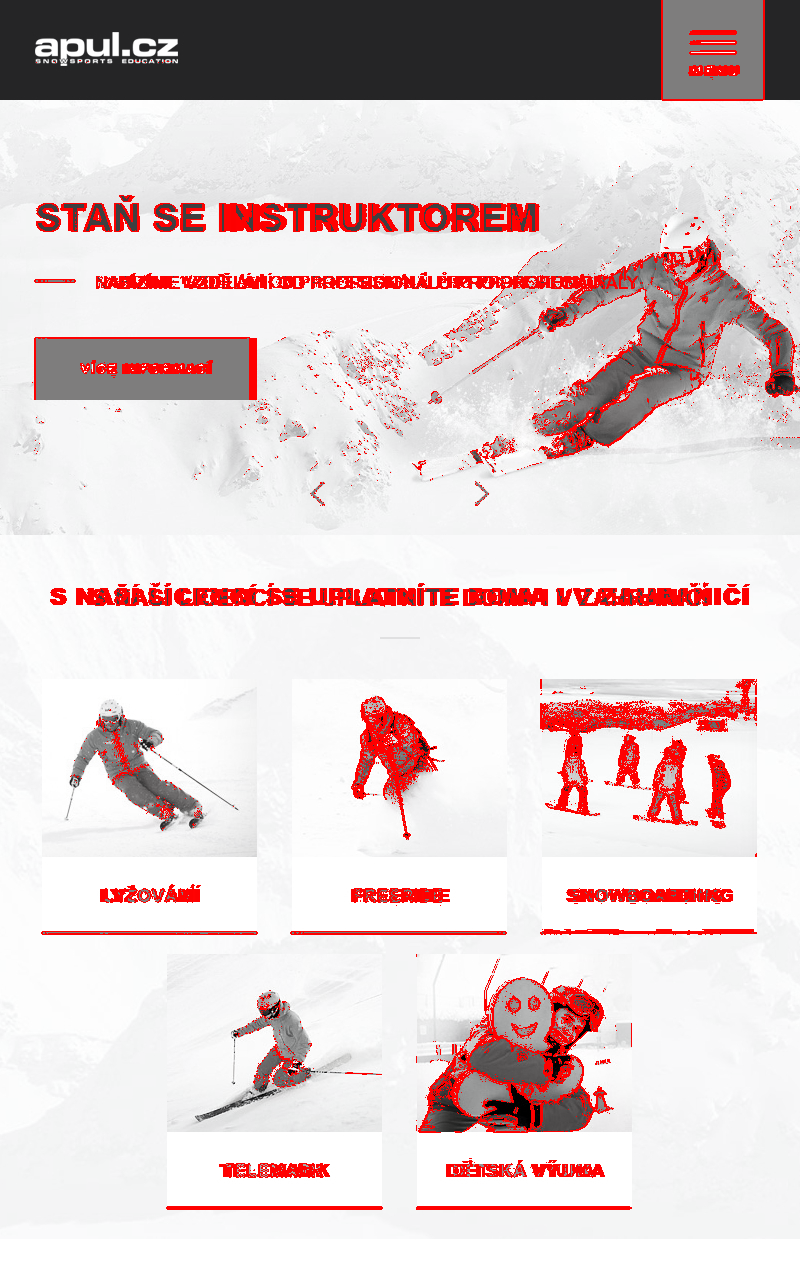 apul.cz
SNOWSPORTS EDUCATION
STAŇ SE INSTRUKTOREM
NABÍZÍME VZDĚLÁNÍ OD PROFESIONÁLŮ PRO PROFESIONÁLY
VÍCE INFORMACÍ
S NAŠÍ LICENCÍ SE UPLATNÍTE DOMA I V ZAHRANIČÍ
LYŽOVÁNÍ
FREERIDE
SNOWBOARDING
TELEMARK
DĚTSKÁ VÝUKA